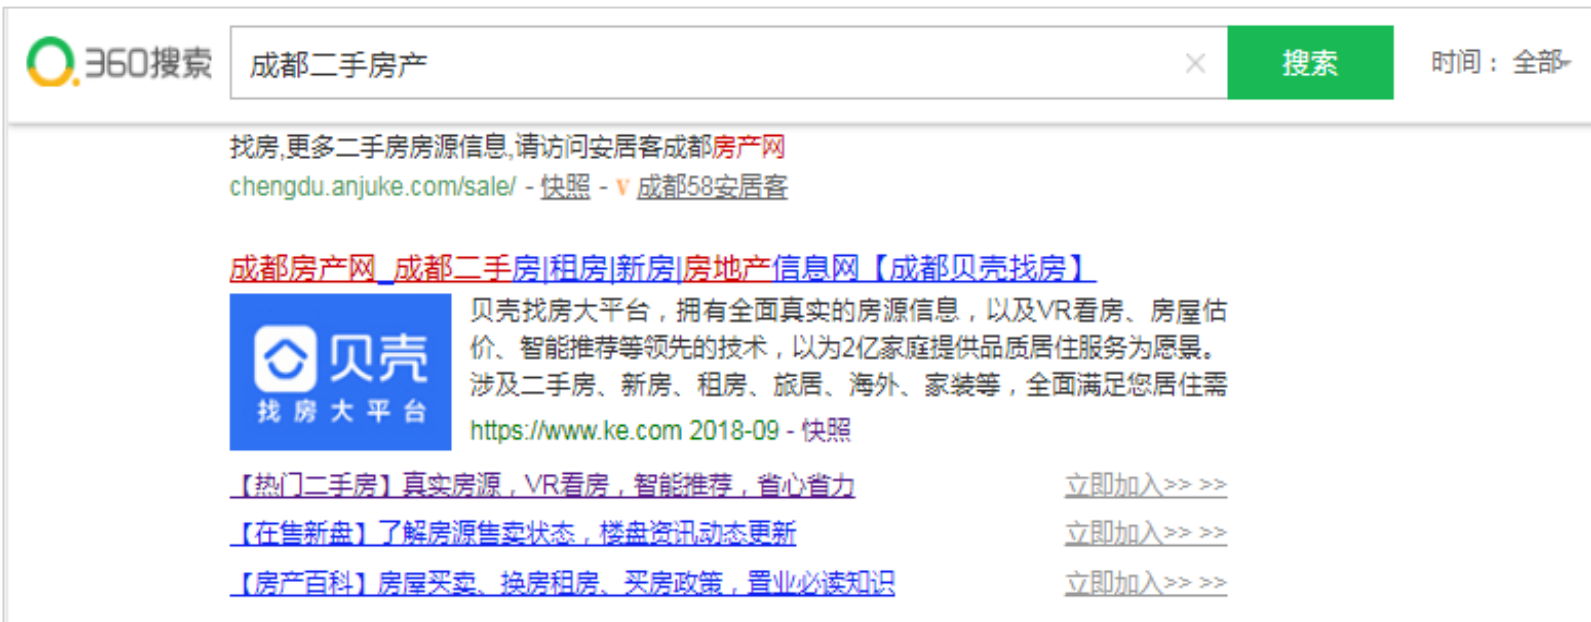 360搜索
成都二手房产
×
搜索
时间：全部
找房,更多二手房房源信息,请访问安居客成都房产网
chengdu.anjuke.com/sale/ - 快照 - v 成都58安居客
成都房产网_成都二手房|租房|新房|房地产信息网【成都贝壳找房】
贝壳
找房大平台
贝壳找房大平台，拥有全面真实的房源信息，以及VR看房、房屋估
价、智能推荐等领先的技术，以为2亿家庭提供品质居住服务为愿景。
涉及二手房、新房、租房、旅居、海外、家装等，全面满足您居住需
https://www.ke.com 2018-09 - 快照
【热门二手房】真实房源，VR看房，智能推荐，省心省力 立即加入>> >>
【在售新盘】了解房源售卖状态，楼盘资讯动态更新 立即加入>> >>
【房产百科】房屋买卖、换房租房、买房政策，置业必读知识 立即加入>> >>